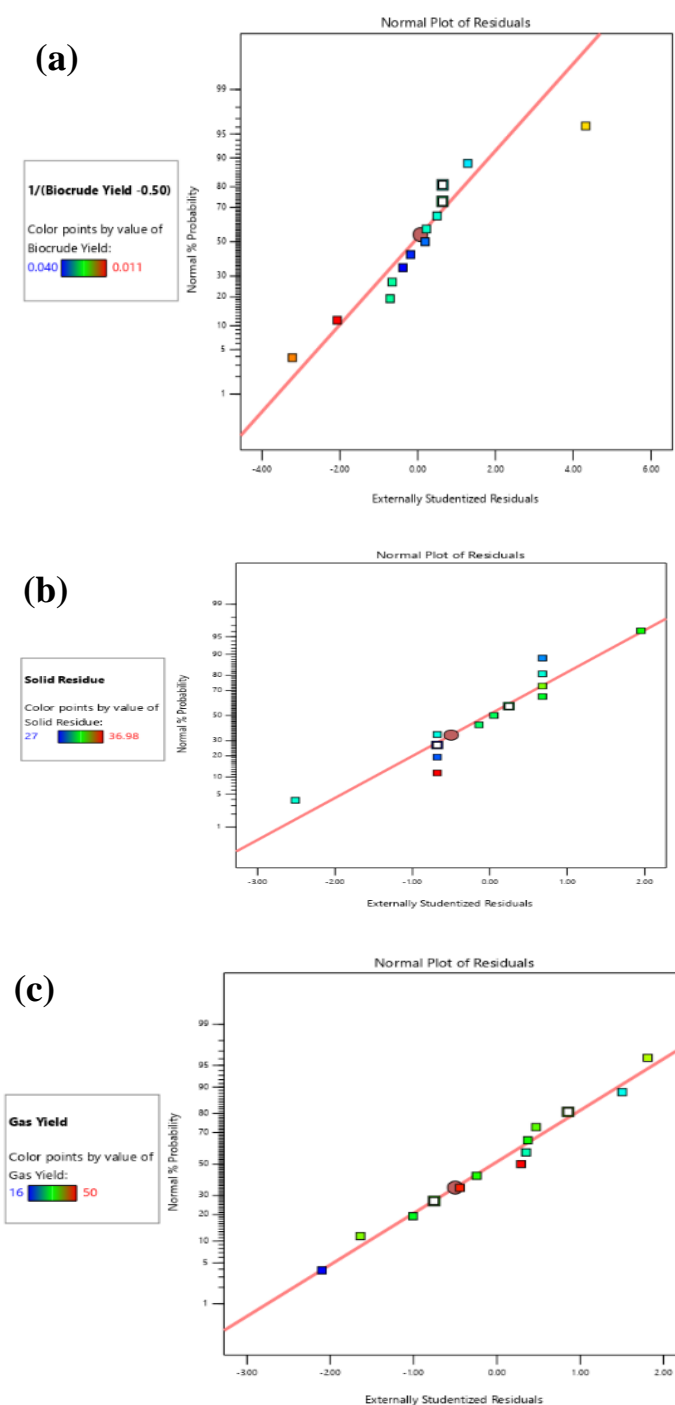 (a)
Normal Plot of Residuals
1/(Biocrude Yield -0.50)
Color points by value of
Biocrude Yield:
0.040 0.011
Normal % Probability
99
95
90
80
70
50
30
20
10
5
1
-4.00 -2.00 0.00 2.00 4.00 6.00
Externally Studentized Residuals
(b)
Normal Plot of Residuals
Solid Residue
Color points by value of
Solid Residue:
27 36.98
Normal % Probability
99
95
90
80
70
50
30
20
10
5
1
-3.00 -2.00 -1.00 0.00 1.00 2.00
Externally Studentized Residuals
(c)
Normal Plot of Residuals
Gas Yield
Color points by value of
Gas Yield:
16 50
Normal % Probability
99
95
90
80
70
50
30
20
10
5
1
-3.00 -2.00 -1.00 0.00 1.00 2.00
Externally Studentized Residuals